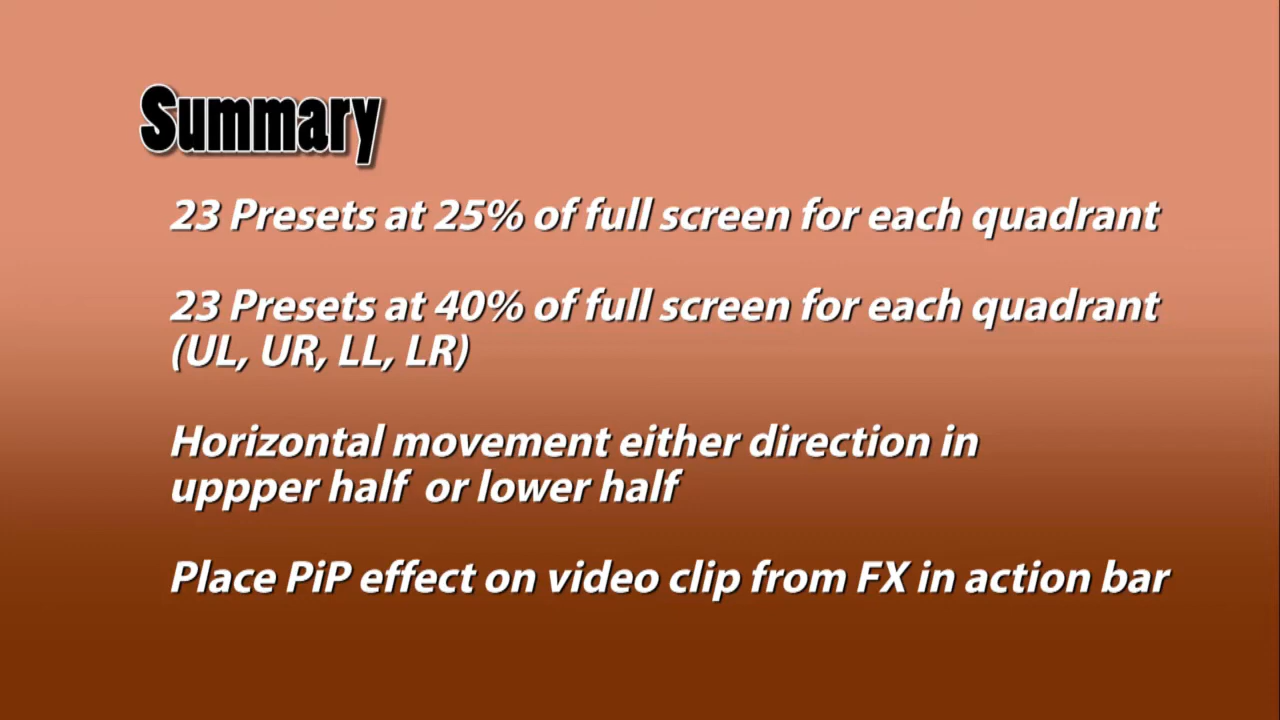 Summary
23 Presets at 25% of full screen for each quadrant
23 Presets at 40% of full screen for each quadrant
(UL, UR, LL, LR)
Horizontal movement either direction in
uppper half or lower half
Place PiP effect on video clip from FX in action bar